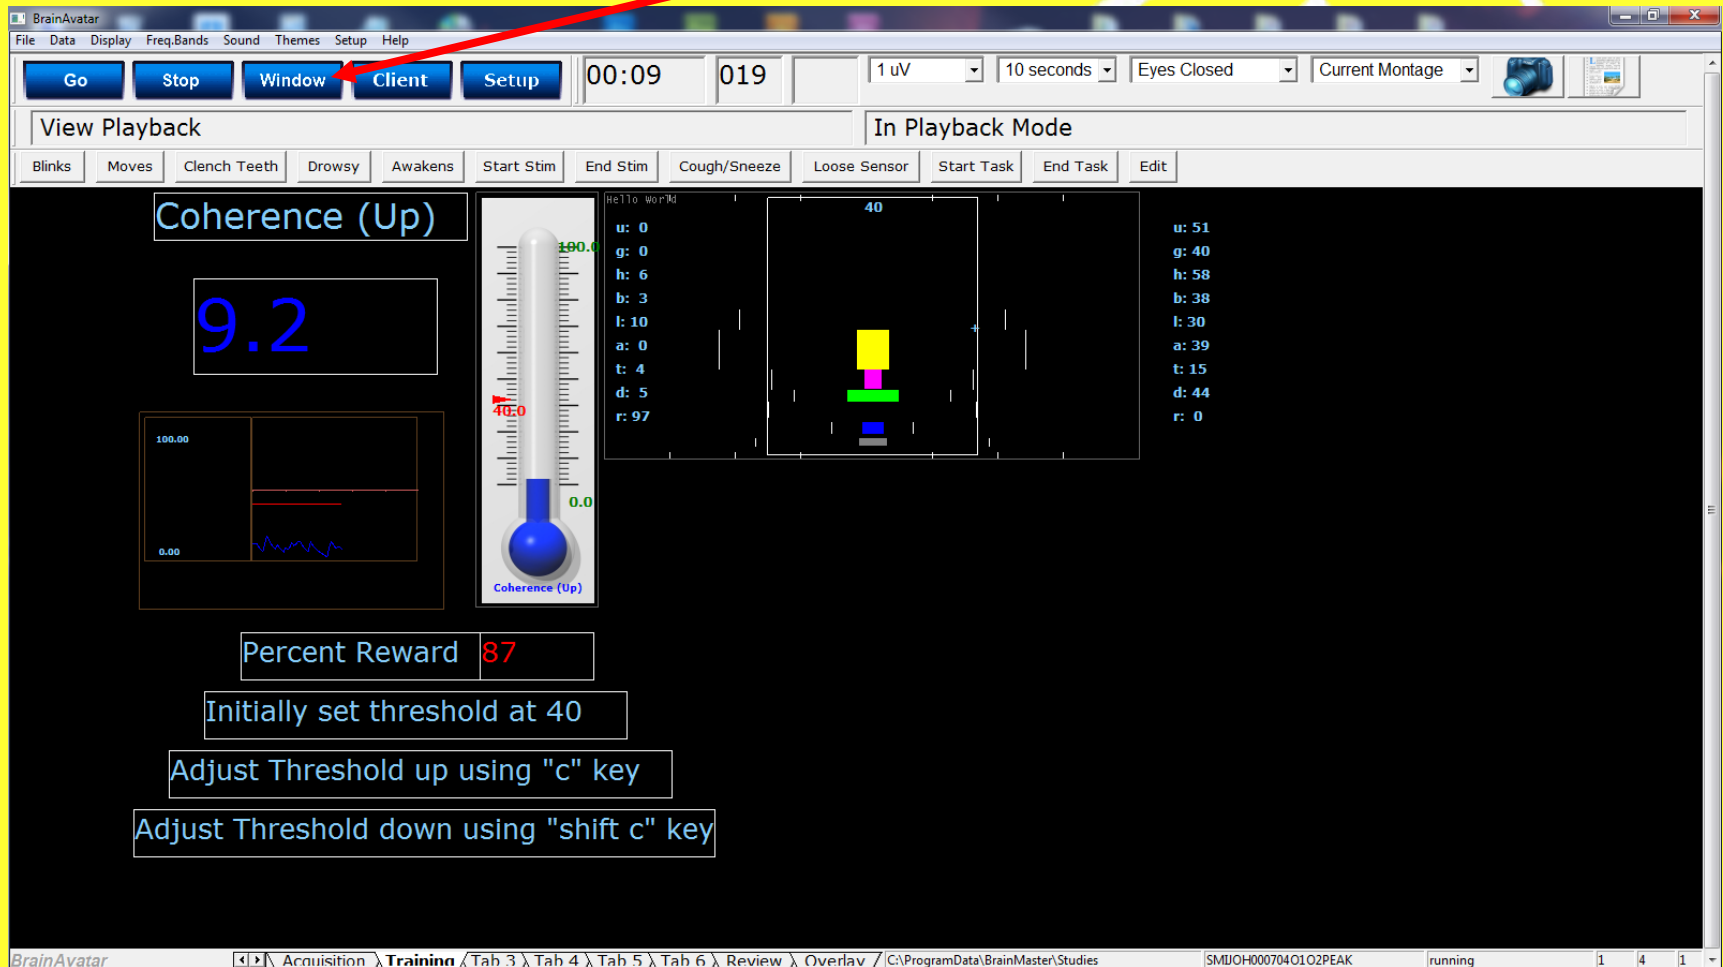 BrainAvatar
File Data Display Freq.Bands Sound Themes Setup Help
Go Stop Window Client Setup 00:09 019 1 uV 10 seconds Eyes Closed Current Montage
View Playback In Playback Mode
Blinks Moves Clench Teeth Drowsy Awakens Start Stim End Stim Cough/Sneeze Loose Sensor Start Task End Task Edit
Coherence (Up)
9.2
100.00
0.00
100.0
40.0
0.0
Coherence (Up)
Hello World
40
u: 0
g: 0
h: 6
b: 3
l: 10
a: 0
t: 4
d: 5
r: 97
u: 51
g: 40
h: 58
b: 38
l: 30
a: 39
t: 15
d: 44
r: 0
Percent Reward 87
Initially set threshold at 40
Adjust Threshold up using "c" key
Adjust Threshold down using "shift c" key
BrainAvatar Acquisition Training Tab 3 Tab 4 Tab 5 Tab 6 Review Overlay C:\ProgramData\BrainMaster\Studies SMIJOH000704O1O2PEAK running 1 4 1